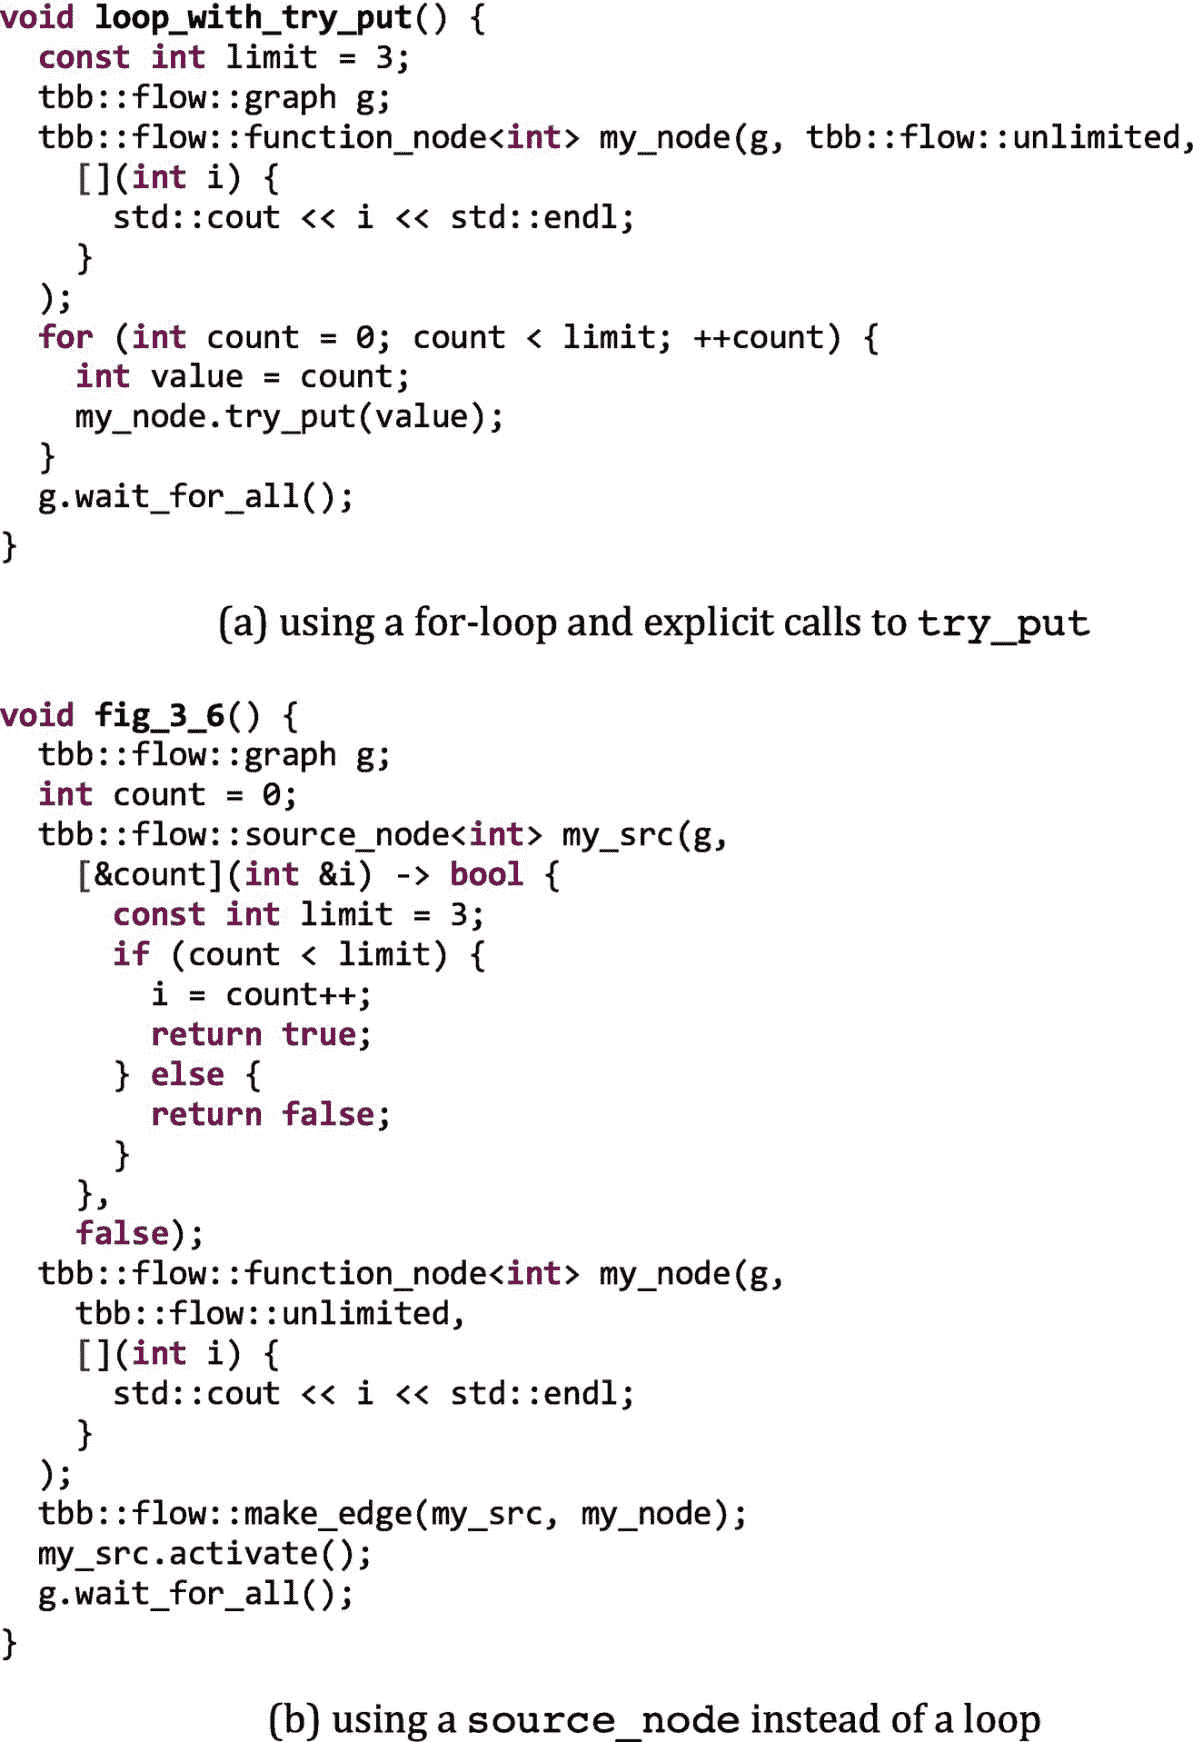 void loop_with_try_put() {
  const int limit = 3;
  tbb::flow::graph g;
  tbb::flow::function_node<int> my_node(g, tbb::flow::unlimited,
    [](int i) {
      std::cout << i << std::endl;
    }
  );
  for (int count = 0; count < limit; ++count) {
    int value = count;
    my_node.try_put(value);
  }
  g.wait_for_all();
}
(a) using a for-loop and explicit calls to try_put
void fig_3_6() {
  tbb::flow::graph g;
  int count = 0;
  tbb::flow::source_node<int> my_src(g,
    [&count](int &i) -> bool {
      const int limit = 3;
      if (count < limit) {
        i = count++;
        return true;
      } else {
        return false;
      }
    },
    false);
  tbb::flow::function_node<int> my_node(g,
    tbb::flow::unlimited,
    [](int i) {
      std::cout << i << std::endl;
    }
  );
  tbb::flow::make_edge(my_src, my_node);
  my_src.activate();
  g.wait_for_all();
}
(b) using a source_node instead of a loop